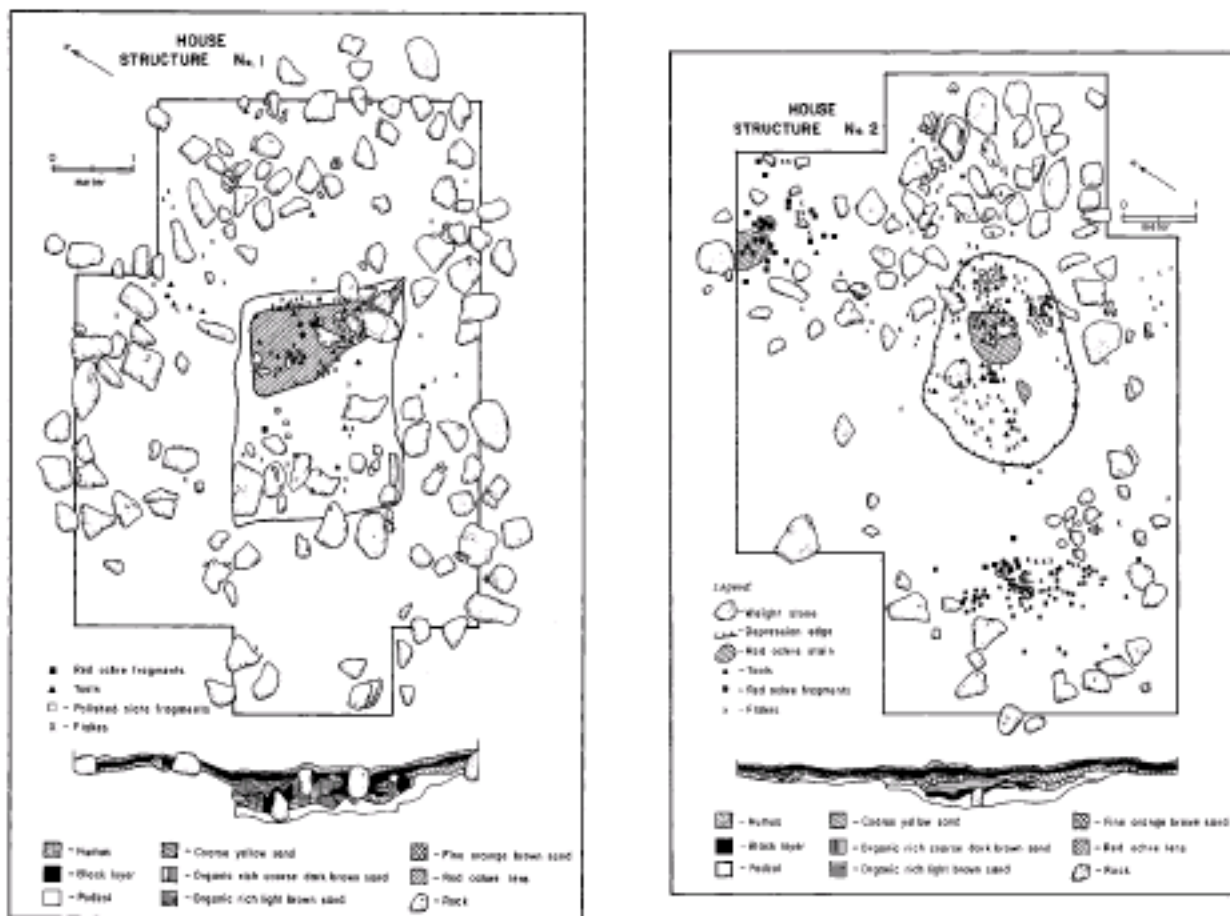 HOUSE
STRUCTURE No. 1
0 1
meter
■ Red ochre fragments
▲ Tools
□ Polished slate fragments
x Flakes
- Humus
- Black layer
- Podsol
- Coarse yellow sand
- Organic rich coarse dark brown sand
- Organic rich light brown sand
- Fine orange brown sand
- Red ochre lens
- Rock
HOUSE
STRUCTURE No. 2
0 1
meter
Legend
- Weight stone
- Depression edge
- Red ochre stain
- Tools
- Red ochre fragments
- Flakes
- Humus
- Black layer
- Podsol
- Coarse yellow sand
- Organic rich coarse dark brown sand
- Organic rich light brown sand
- Fine orange brown sand
- Red ochre lens
- Rock